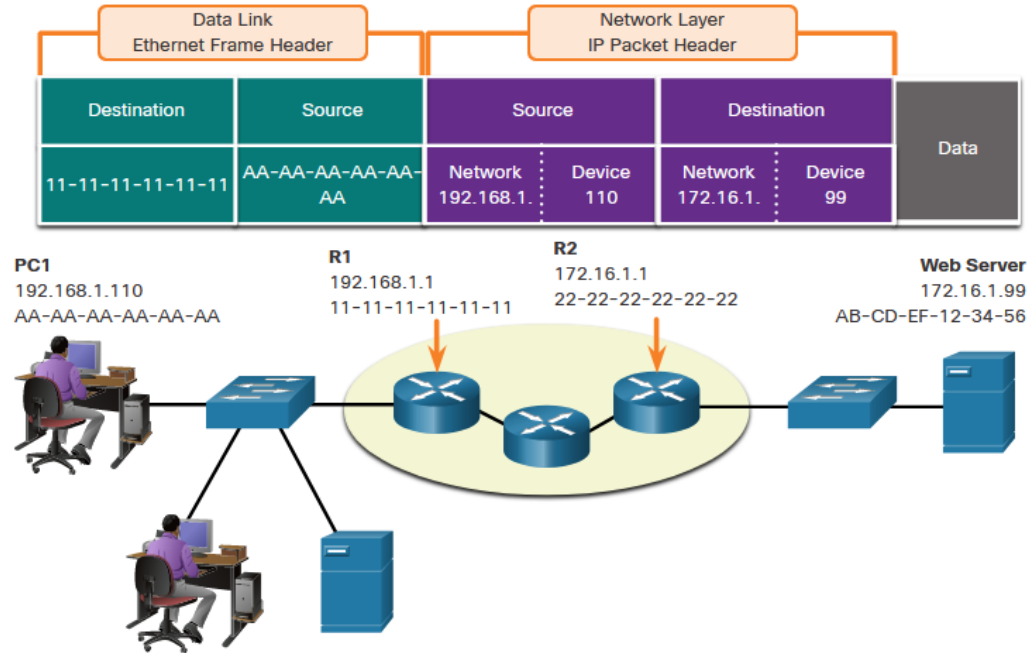 Data Link
Ethernet Frame Header
Network Layer
IP Packet Header
Destination
Source
Source
Destination
Data
11-11-11-11-11-11
AA-AA-AA-AA-AA-
AA
Network
192.168.1.
Device
110
Network
172.16.1.
Device
99
PC1
192.168.1.110
AA-AA-AA-AA-AA-AA
R1
192.168.1.1
11-11-11-11-11-11
R2
172.16.1.1
22-22-22-22-22-22
Web Server
172.16.1.99
AB-CD-EF-12-34-56